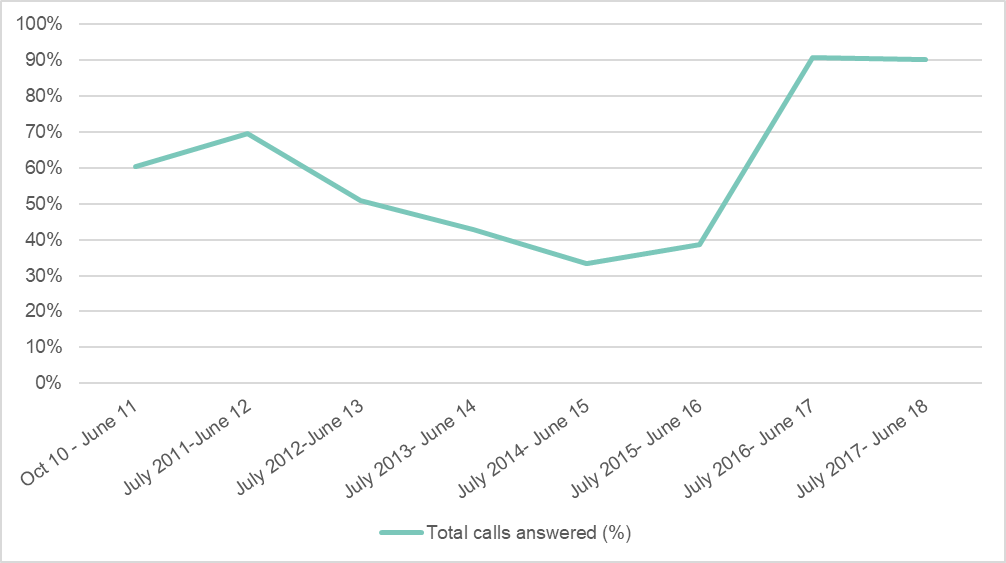 100%
90%
80%
70%
60%
50%
40%
30%
20%
10%
0%
Oct 10 - June 11
July 2011-June 12
July 2012-June 13
July 2013- June 14
July 2014- June 15
July 2015- June 16
July 2016- June 17
July 2017- June 18
Total calls answered (%)